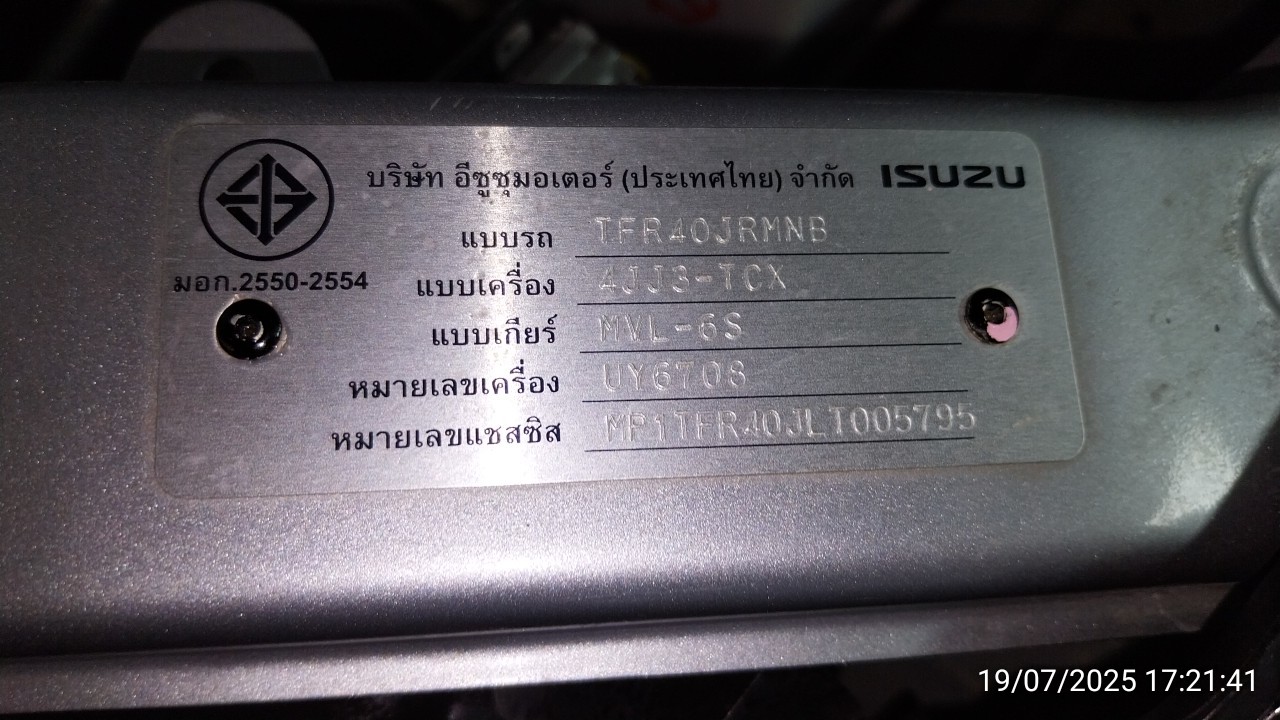 บริษัท อีซูซุมอเตอร์ (ประเทศไทย) จำกัด ISUZU
แบบรถ TFR40JRMNB
มอก.2550-2554
แบบเครื่อง 4JJ3-TCX
แบบเกียร์ MVL-6S
หมายเลขเครื่อง UY6708
หมายเลขแชสซิส MP1TFR40JLT005795
19/07/2025 17:21:41